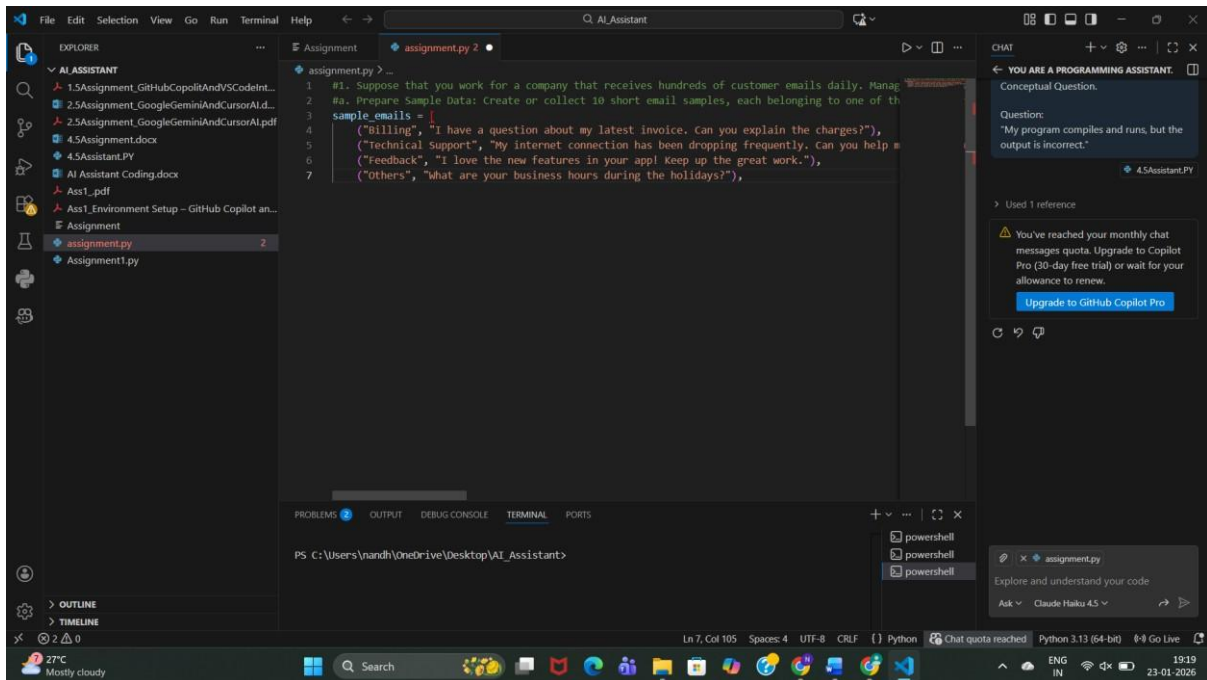 File Edit Selection View Go Run Terminal Help
AI_Assistant
EXPLORER
AI_ASSISTANT
1.5Assignment_GitHubCopolitAndVSCodeInt...
2.5Assignment_GoogleGeminiAndCursorAI.d...
2.5Assignment_GoogleGeminiAndCursorAI.pdf
4.5Assignment.docx
4.5Assistant.PY
AI Assistant Coding.docx
Ass1_.pdf
Ass1_Environment Setup – GitHub Copilot an...
Assignment
assignment.py 2
Assignment1.py
OUTLINE
TIMELINE
Assignment assignment.py 2
assignment.py > ...
1 #1. Suppose that you work for a company that receives hundreds of customer emails daily. Manag
2 #a. Prepare Sample Data: Create or collect 10 short email samples, each belonging to one of th
3 sample_emails = [
4 ("Billing", "I have a question about my latest invoice. Can you explain the charges?"),
5 ("Technical Support", "My internet connection has been dropping frequently. Can you help m
6 ("Feedback", "I love the new features in your app! Keep up the great work."),
7 ("Others", "What are your business hours during the holidays?"),
PROBLEMS 2 OUTPUT DEBUG CONSOLE TERMINAL PORTS
PS C:\Users\nandh\OneDrive\Desktop\AI_Assistant>
powershell
powershell
powershell
CHAT
YOU ARE A PROGRAMMING ASSISTANT.
Conceptual Question.
Question:
"My program compiles and runs, but the
output is incorrect."
4.5Assistant.PY
Used 1 reference
You've reached your monthly chat
messages quota. Upgrade to Copilot
Pro (30-day free trial) or wait for your
allowance to renew.
Upgrade to GitHub Copilot Pro
assignment.py
Explore and understand your code
Ask Claude Haiku 4.5
2 0
Ln 7, Col 105 Spaces: 4 UTF-8 CRLF {} Python Chat quota reached Python 3.13 (64-bit) Go Live
27°C
Mostly cloudy
Search
ENG
IN
19:19
23-01-2026